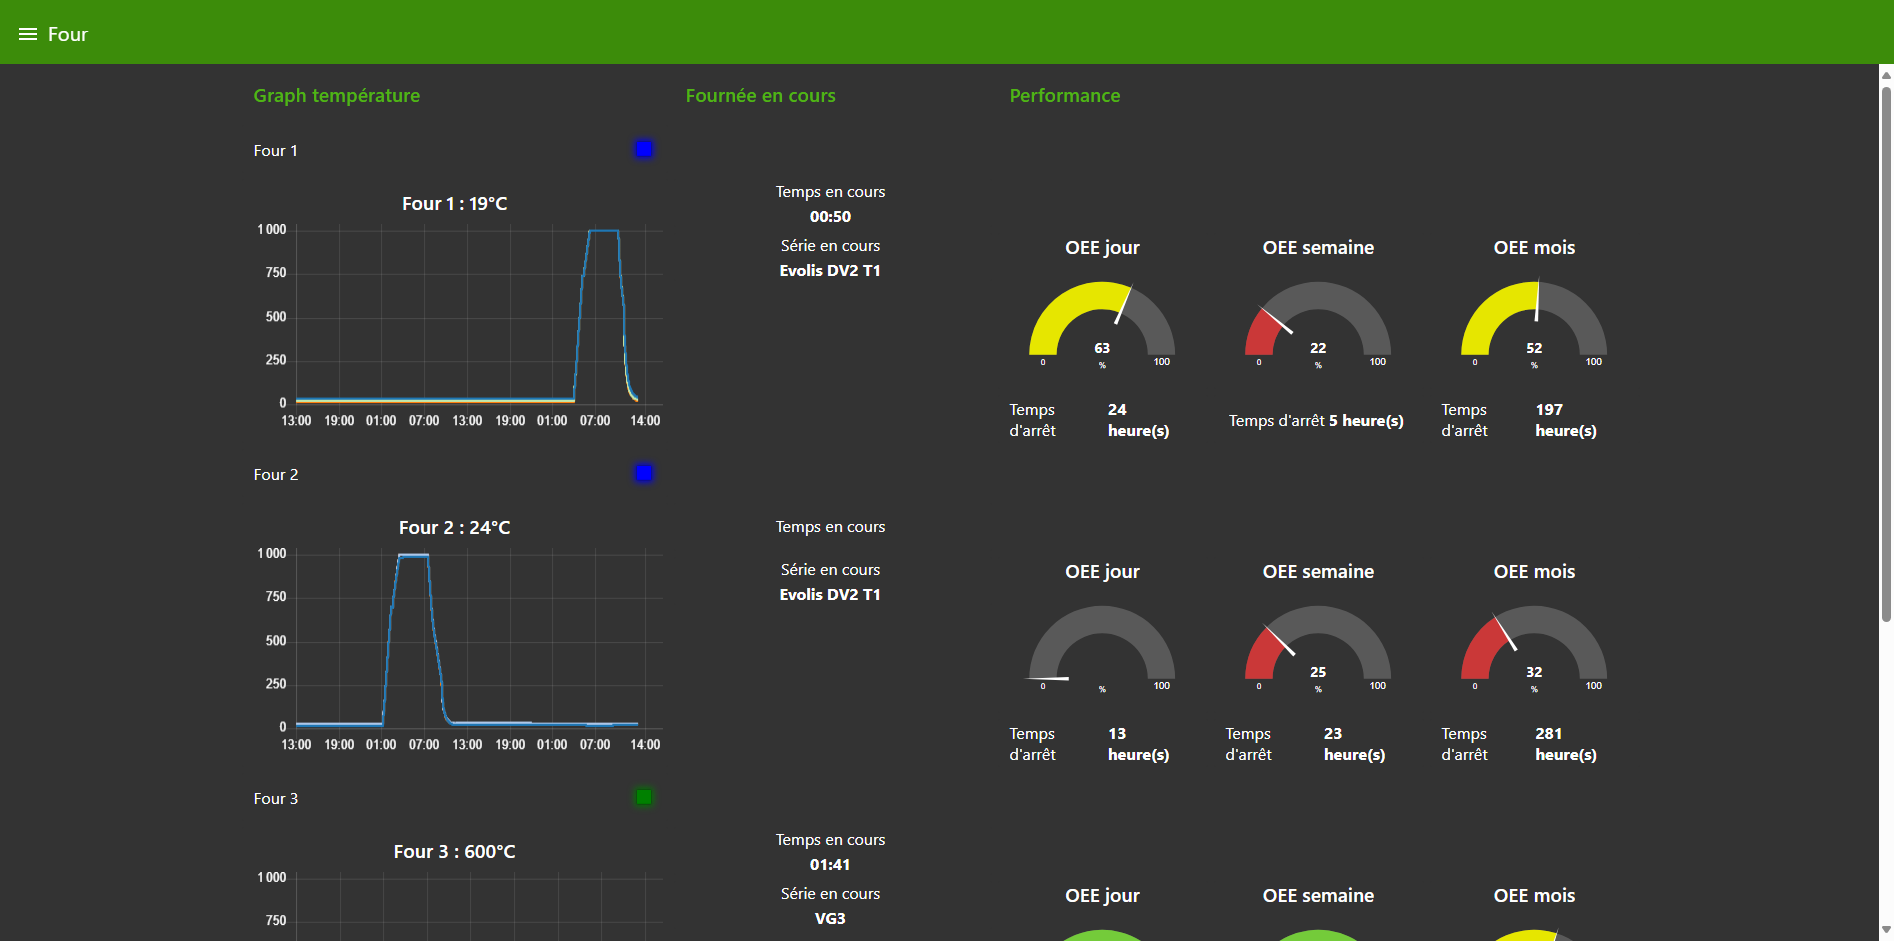 Four
Graph température
Fournée en cours
Performance
Four 1
Four 1 : 19°C
1 000
750
500
250
0
13:00 19:00 01:00 07:00 13:00 19:00 01:00 07:00 14:00
Temps en cours
00:50
Série en cours
Evolis DV2 T1
OEE jour
63
%
0
100
Temps d'arrêt
24 heure(s)
OEE semaine
22
%
0
100
Temps d'arrêt 5 heure(s)
OEE mois
52
%
0
100
Temps d'arrêt
197 heure(s)
Four 2
Four 2 : 24°C
1 000
750
500
250
0
13:00 19:00 01:00 07:00 13:00 19:00 01:00 07:00 14:00
Temps en cours
Série en cours
Evolis DV2 T1
OEE jour
%
0
100
Temps d'arrêt
13 heure(s)
OEE semaine
25
%
0
100
Temps d'arrêt
23 heure(s)
OEE mois
32
%
0
100
Temps d'arrêt
281 heure(s)
Four 3
Four 3 : 600°C
1 000
750
Temps en cours
01:41
Série en cours
VG3
OEE jour
OEE semaine
OEE mois